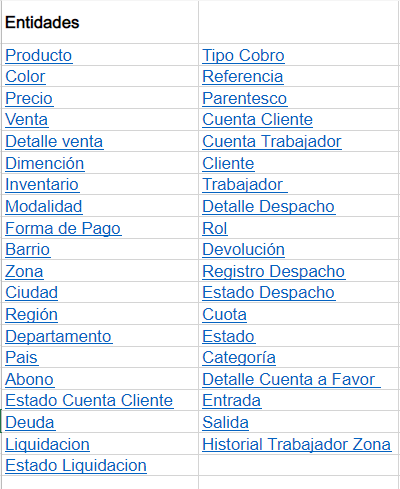 Entidades
Producto
Color
Precio
Venta
Detalle venta
Dimención
Inventario
Modalidad
Forma de Pago
Barrio
Zona
Ciudad
Región
Departamento
Pais
Abono
Estado Cuenta Cliente
Deuda
Liquidacion
Estado Liquidacion
Tipo Cobro
Referencia
Parentesco
Cuenta Cliente
Cuenta Trabajador
Cliente
Trabajador
Detalle Despacho
Rol
Devolución
Registro Despacho
Estado Despacho
Cuota
Estado
Categoría
Detalle Cuenta a Favor
Entrada
Salida
Historial Trabajador Zona